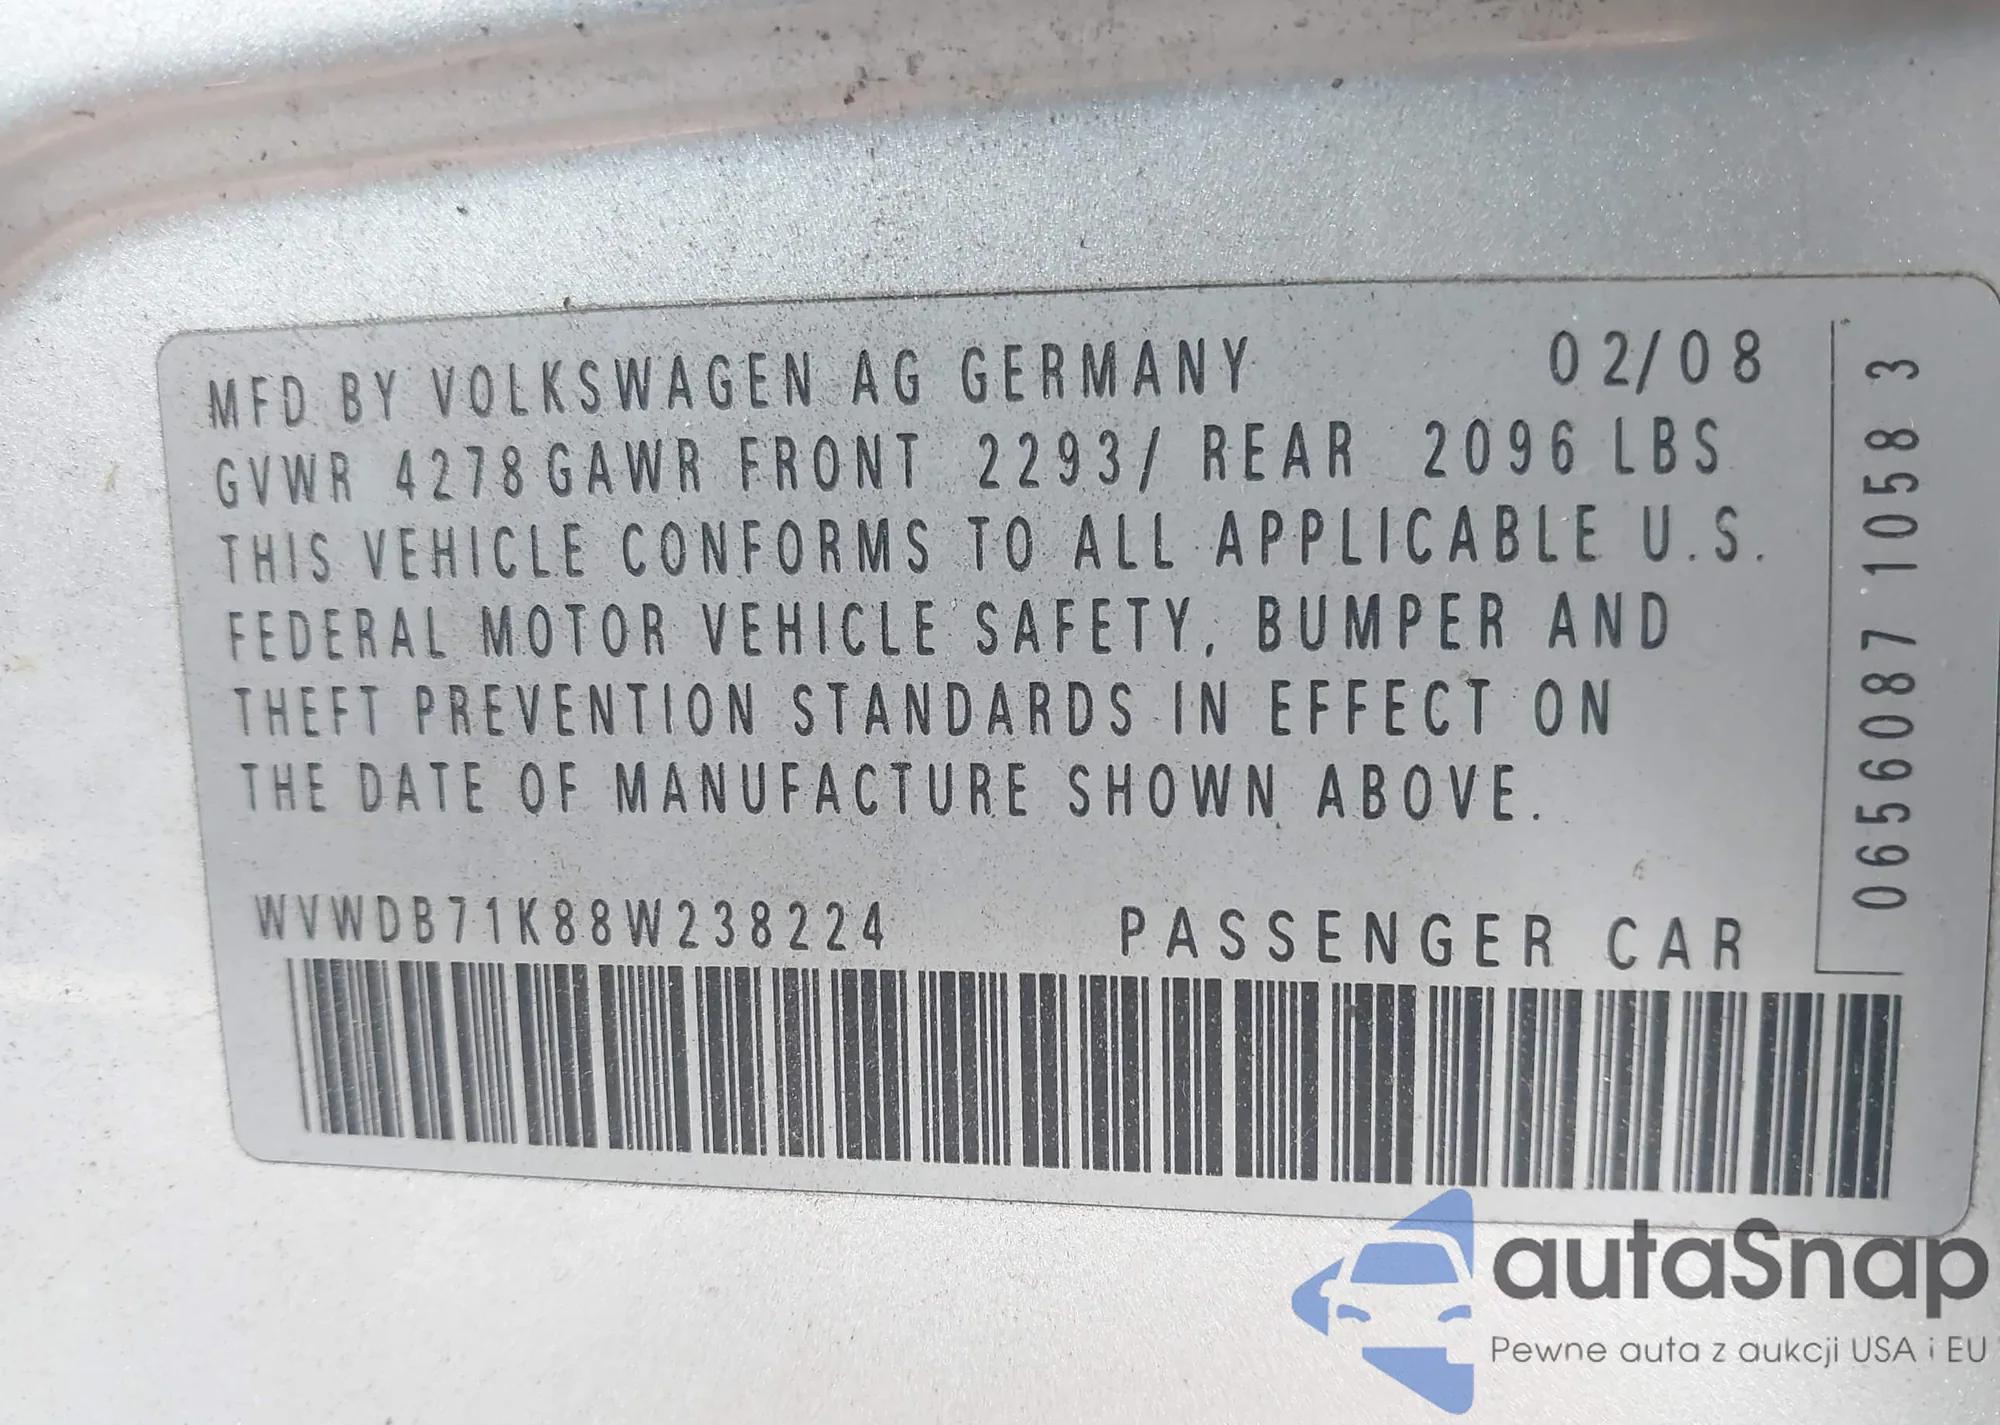 MFD BY VOLKSWAGEN AG GERMANY 02/08
GVWR 4278 GAWR FRONT 2293/ REAR 2096 LBS
THIS VEHICLE CONFORMS TO ALL APPLICABLE U.S.
FEDERAL MOTOR VEHICLE SAFETY, BUMPER AND
THEFT PREVENTION STANDARDS IN EFFECT ON
THE DATE OF MANUFACTURE SHOWN ABOVE.
WVWDB71K88W238224 PASSENGER CAR
0656087 1058 3
autaSnap
Pewne auta z aukcji USA i EU